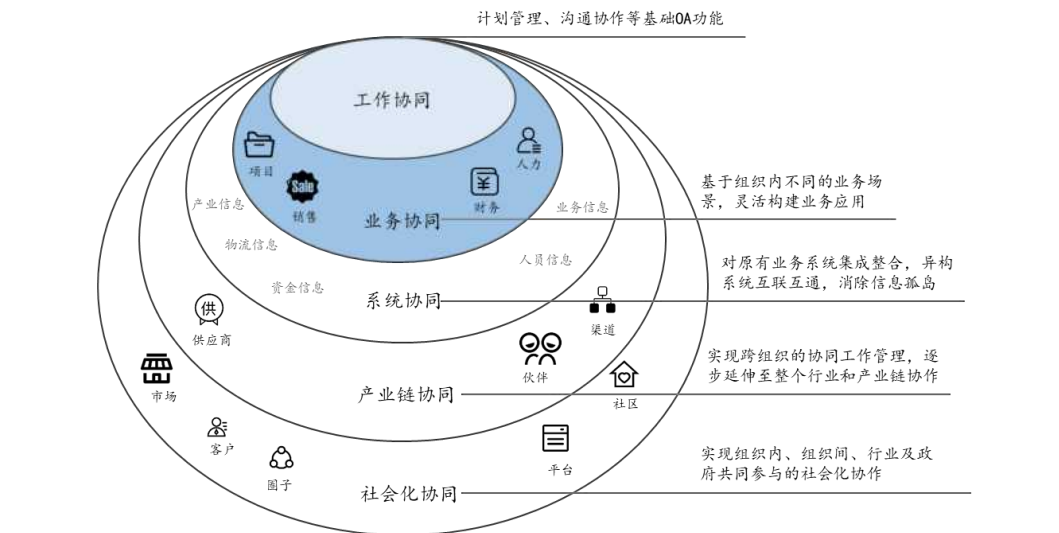 计划管理、沟通协作等基础OA功能
工作协同
项目
人力
Sale
销售
财务
产业信息
业务信息
业务协同
基于组织内不同的业务场
景，灵活构建业务应用
物流信息
人员信息
资金信息
系统协同
对原有业务系统集成整合，异构
系统互联互通，消除信息孤岛
供
供应商
渠道
伙伴
市场
社区
产业链协同
实现跨组织的协同工作管理，逐
步延伸至整个行业和产业链协作
客户
圈子
平台
社会化协同
实现组织内、组织间、行业及政
府共同参与的社会化协作